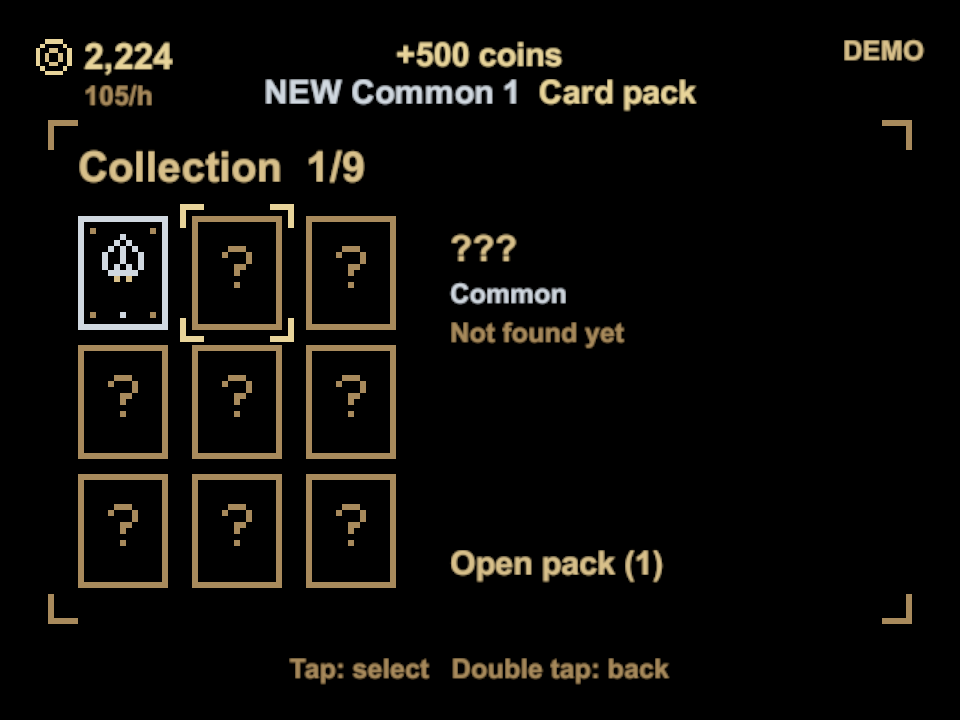 2,224
105/h
+500 coins
NEW Common 1 Card pack
DEMO
Collection 1/9
? ?
? ? ?
? ? ?
???
Common
Not found yet
Open pack (1)
Tap: select Double tap: back